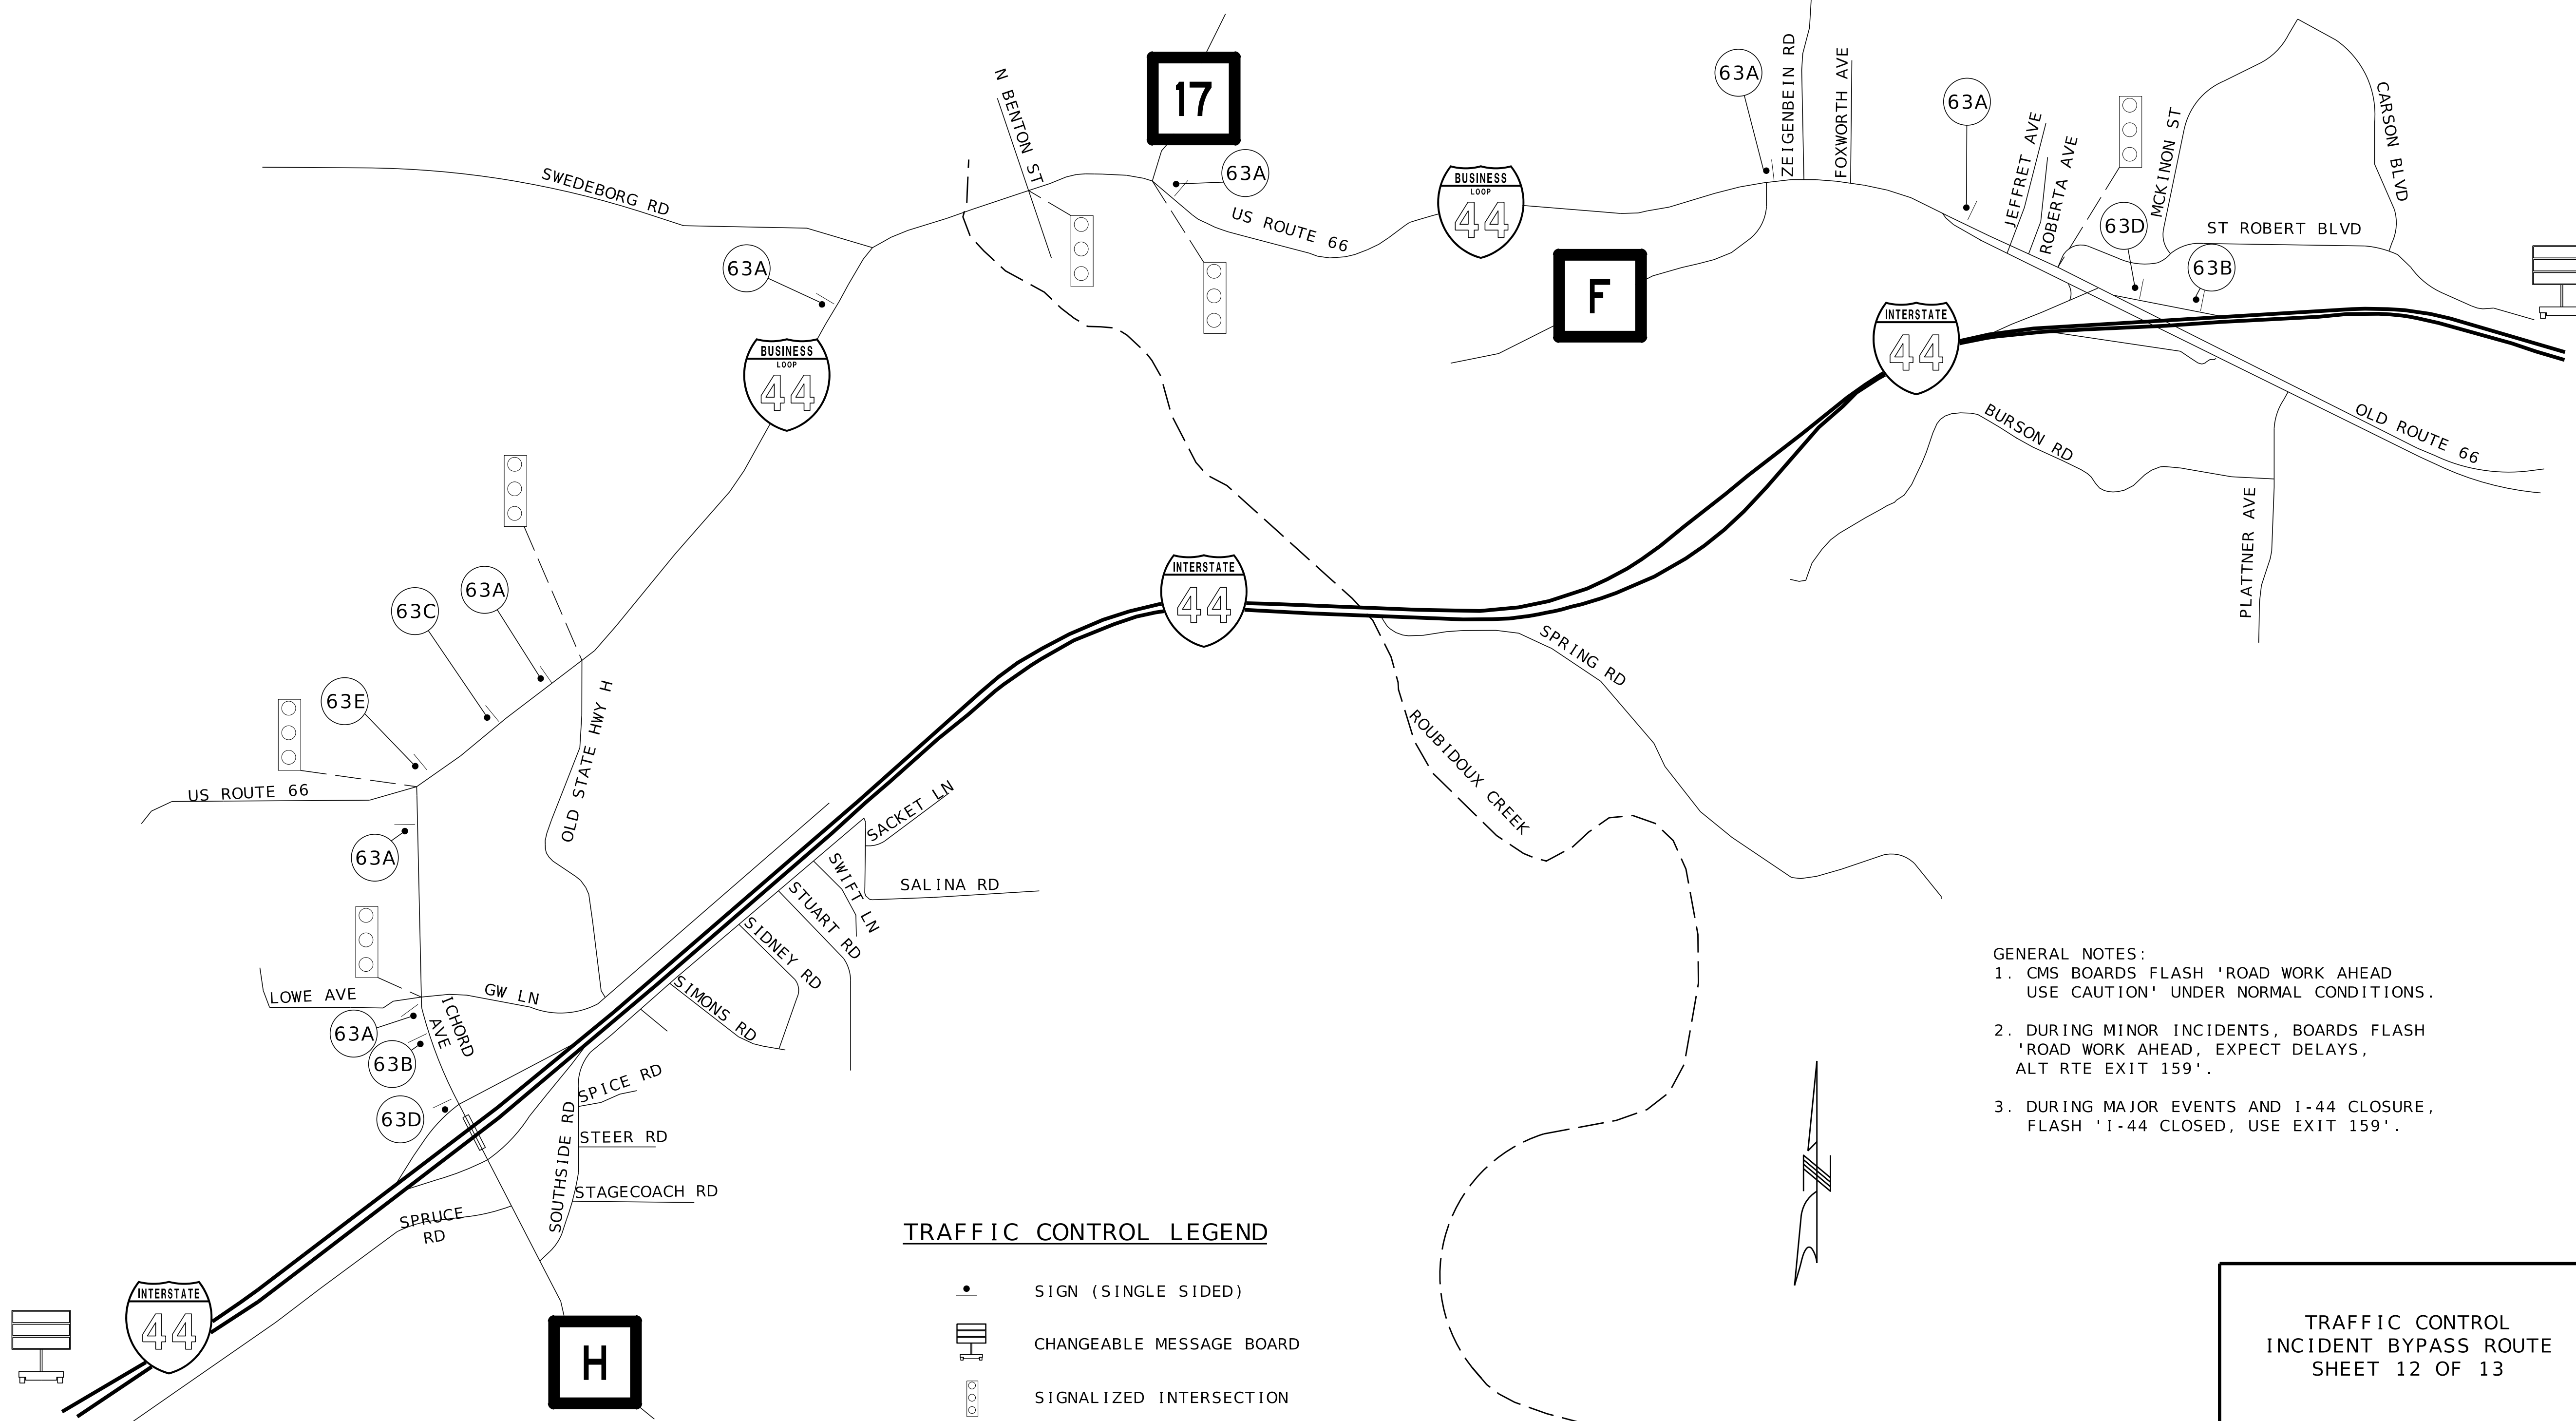 17
N BENTON ST
63A
ZEIGENBEIN RD
FOXWORTH AVE
63A
JEFFRET AVE
ROBERTA AVE
MCKINON ST
CARSON BLVD
SWEDEBORG RD
63A
US ROUTE 66
BUSINESS
LOOP
44
63D
ST ROBERT BLVD
63B
63A
F
INTERSTATE
44
BUSINESS
LOOP
44
BURSON RD
OLD ROUTE 66
PLATTNER AVE
63A
63C
INTERSTATE
44
SPRING RD
63E
OLD STATE HWY H
ROUBIDOUX CREEK
US ROUTE 66
63A
SACKET LN
SWIFT LN
SALINA RD
STUART RD
SIDNEY RD
SIMONS RD
LOWE AVE
GW LN
63A
ICHORD
AVE
63B
63D
SPICE RD
STEER RD
SOUTHSIDE RD
STAGECOACH RD
SPRUCE
RD
INTERSTATE
44
H
GENERAL NOTES:
1. CMS BOARDS FLASH 'ROAD WORK AHEAD
USE CAUTION' UNDER NORMAL CONDITIONS.
2. DURING MINOR INCIDENTS, BOARDS FLASH
'ROAD WORK AHEAD, EXPECT DELAYS,
ALT RTE EXIT 159'.
3. DURING MAJOR EVENTS AND I-44 CLOSURE,
FLASH 'I-44 CLOSED, USE EXIT 159'.
N
TRAFFIC CONTROL LEGEND
SIGN (SINGLE SIDED)
CHANGEABLE MESSAGE BOARD
SIGNALIZED INTERSECTION
TRAFFIC CONTROL
INCIDENT BYPASS ROUTE
SHEET 12 OF 13